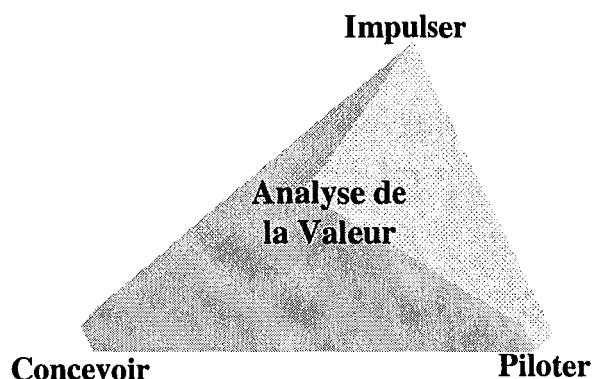 Impulser
Analyse de
la Valeur
Concevoir
Piloter